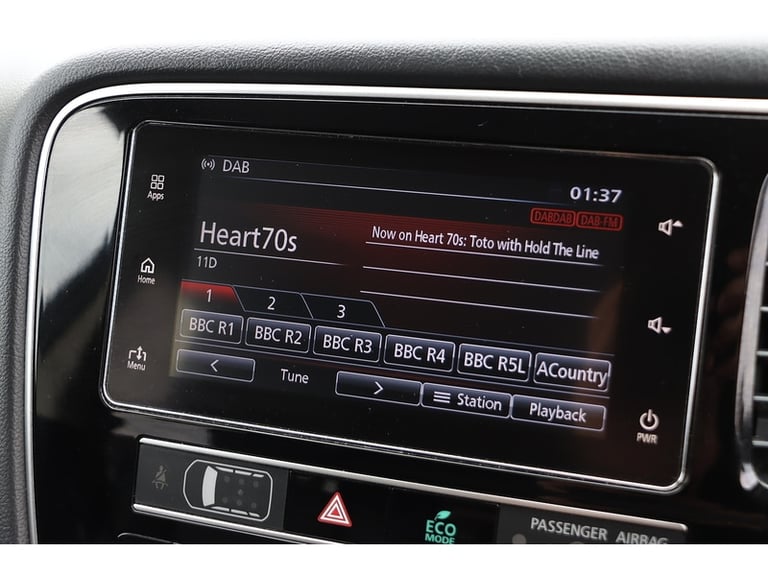 DAB
01:37
DABDAB DAB-FM
Heart70s
Now on Heart 70s: Toto with Hold The Line
11D
1 2 3
BBC R1 BBC R2 BBC R3 BBC R4 BBC R5L ACountry
< Tune > Station Playback
Apps
Home
Menu
PWR
ECO
MODE
PASSENGER AIRBAG